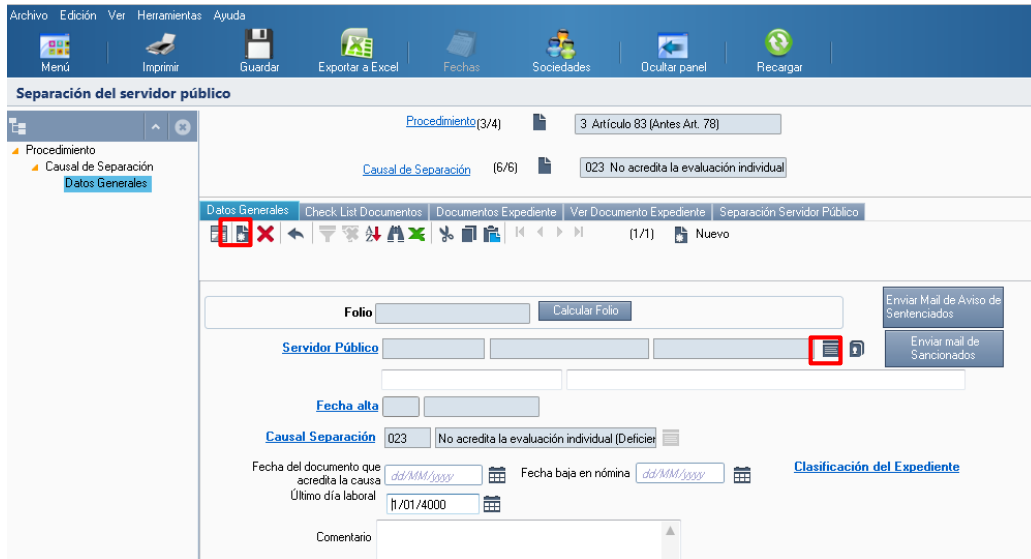 Archivo Edición Ver Herramientas Ayuda
Menú Imprimir Guardar Exportar a Excel Fechas Sociedades Ocultar panel Recargar
Separación del servidor público
Procedimiento (3/4) 3 Artículo 83 (Antes Art. 78)
Procedimiento
Causal de Separación
Datos Generales
Causal de Separación (6/6) 023 No acredita la evaluación individual
Datos Generales Check List Documentos Documentos Expediente Ver Documento Expediente Separación Servidor Público
(1/1) Nuevo
Folio Calcular Folio
Enviar Mail de Aviso de
Sentenciados
Servidor Público
Enviar mail de
Sancionados
Fecha alta
Causal Separación 023 No acredita la evaluación individual (Deficier
Fecha del documento que
acredita la causa dd/MM/yyyy Fecha baja en nómina dd/MM/yyyy Clasificación del Expediente
Último día laboral 1/01/4000
Comentario